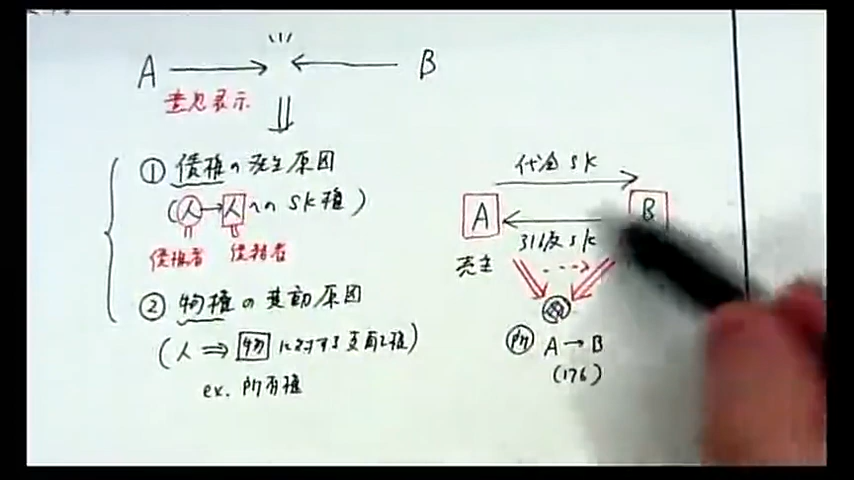 A B
意思表示
① 債権の発生原因
(人→人へのSK権)
債権者 債務者
② 物権の変動原因
(人⇒物に対する支配権)
ex. 所有権
代金SK
A B
引渡SK
売主
所 A→B
(176)